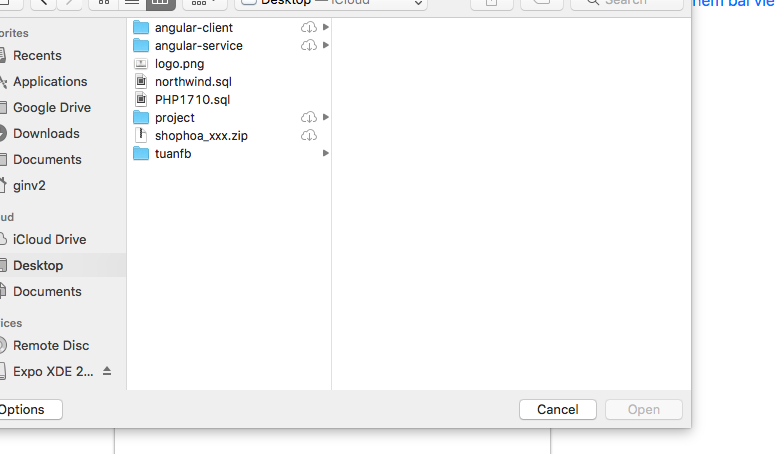 Desktop — iCloud
Search
orites
Recents
Applications
Google Drive
Downloads
Documents
ginv2
ud
iCloud Drive
Desktop
Documents
ices
Remote Disc
Expo XDE 2...
angular-client
angular-service
logo.png
northwind.sql
PHP1710.sql
project
shophoa_xxx.zip
tuanfb
Options
Cancel
Open
hêm bài viế